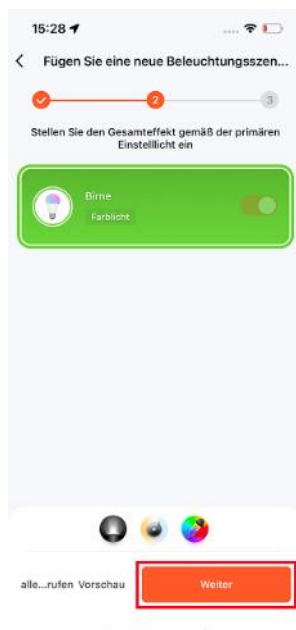 15:28
Fügen Sie eine neue Beleuchtungsszen...
2
3
Stellen Sie den Gesamteffekt gemäß der primären
Einstelllicht ein
Birne
Farblicht
alle...rufen Vorschau
Weiter